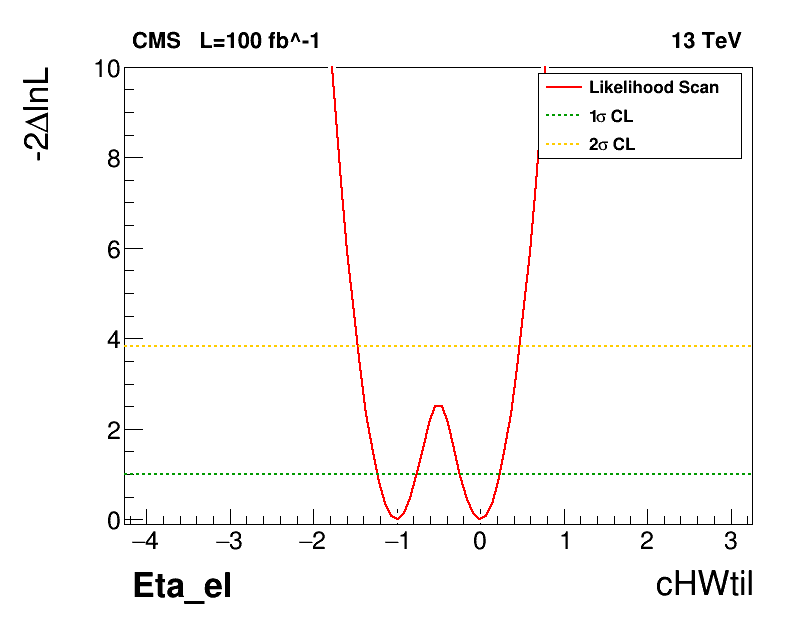 CMS L=100 fb^-1 13 TeV
-2ΔlnL
10
8
6
4
2
0
Likelihood Scan
1σ CL
2σ CL
−4 −3 −2 −1 0 1 2 3
Eta_el cHWtil